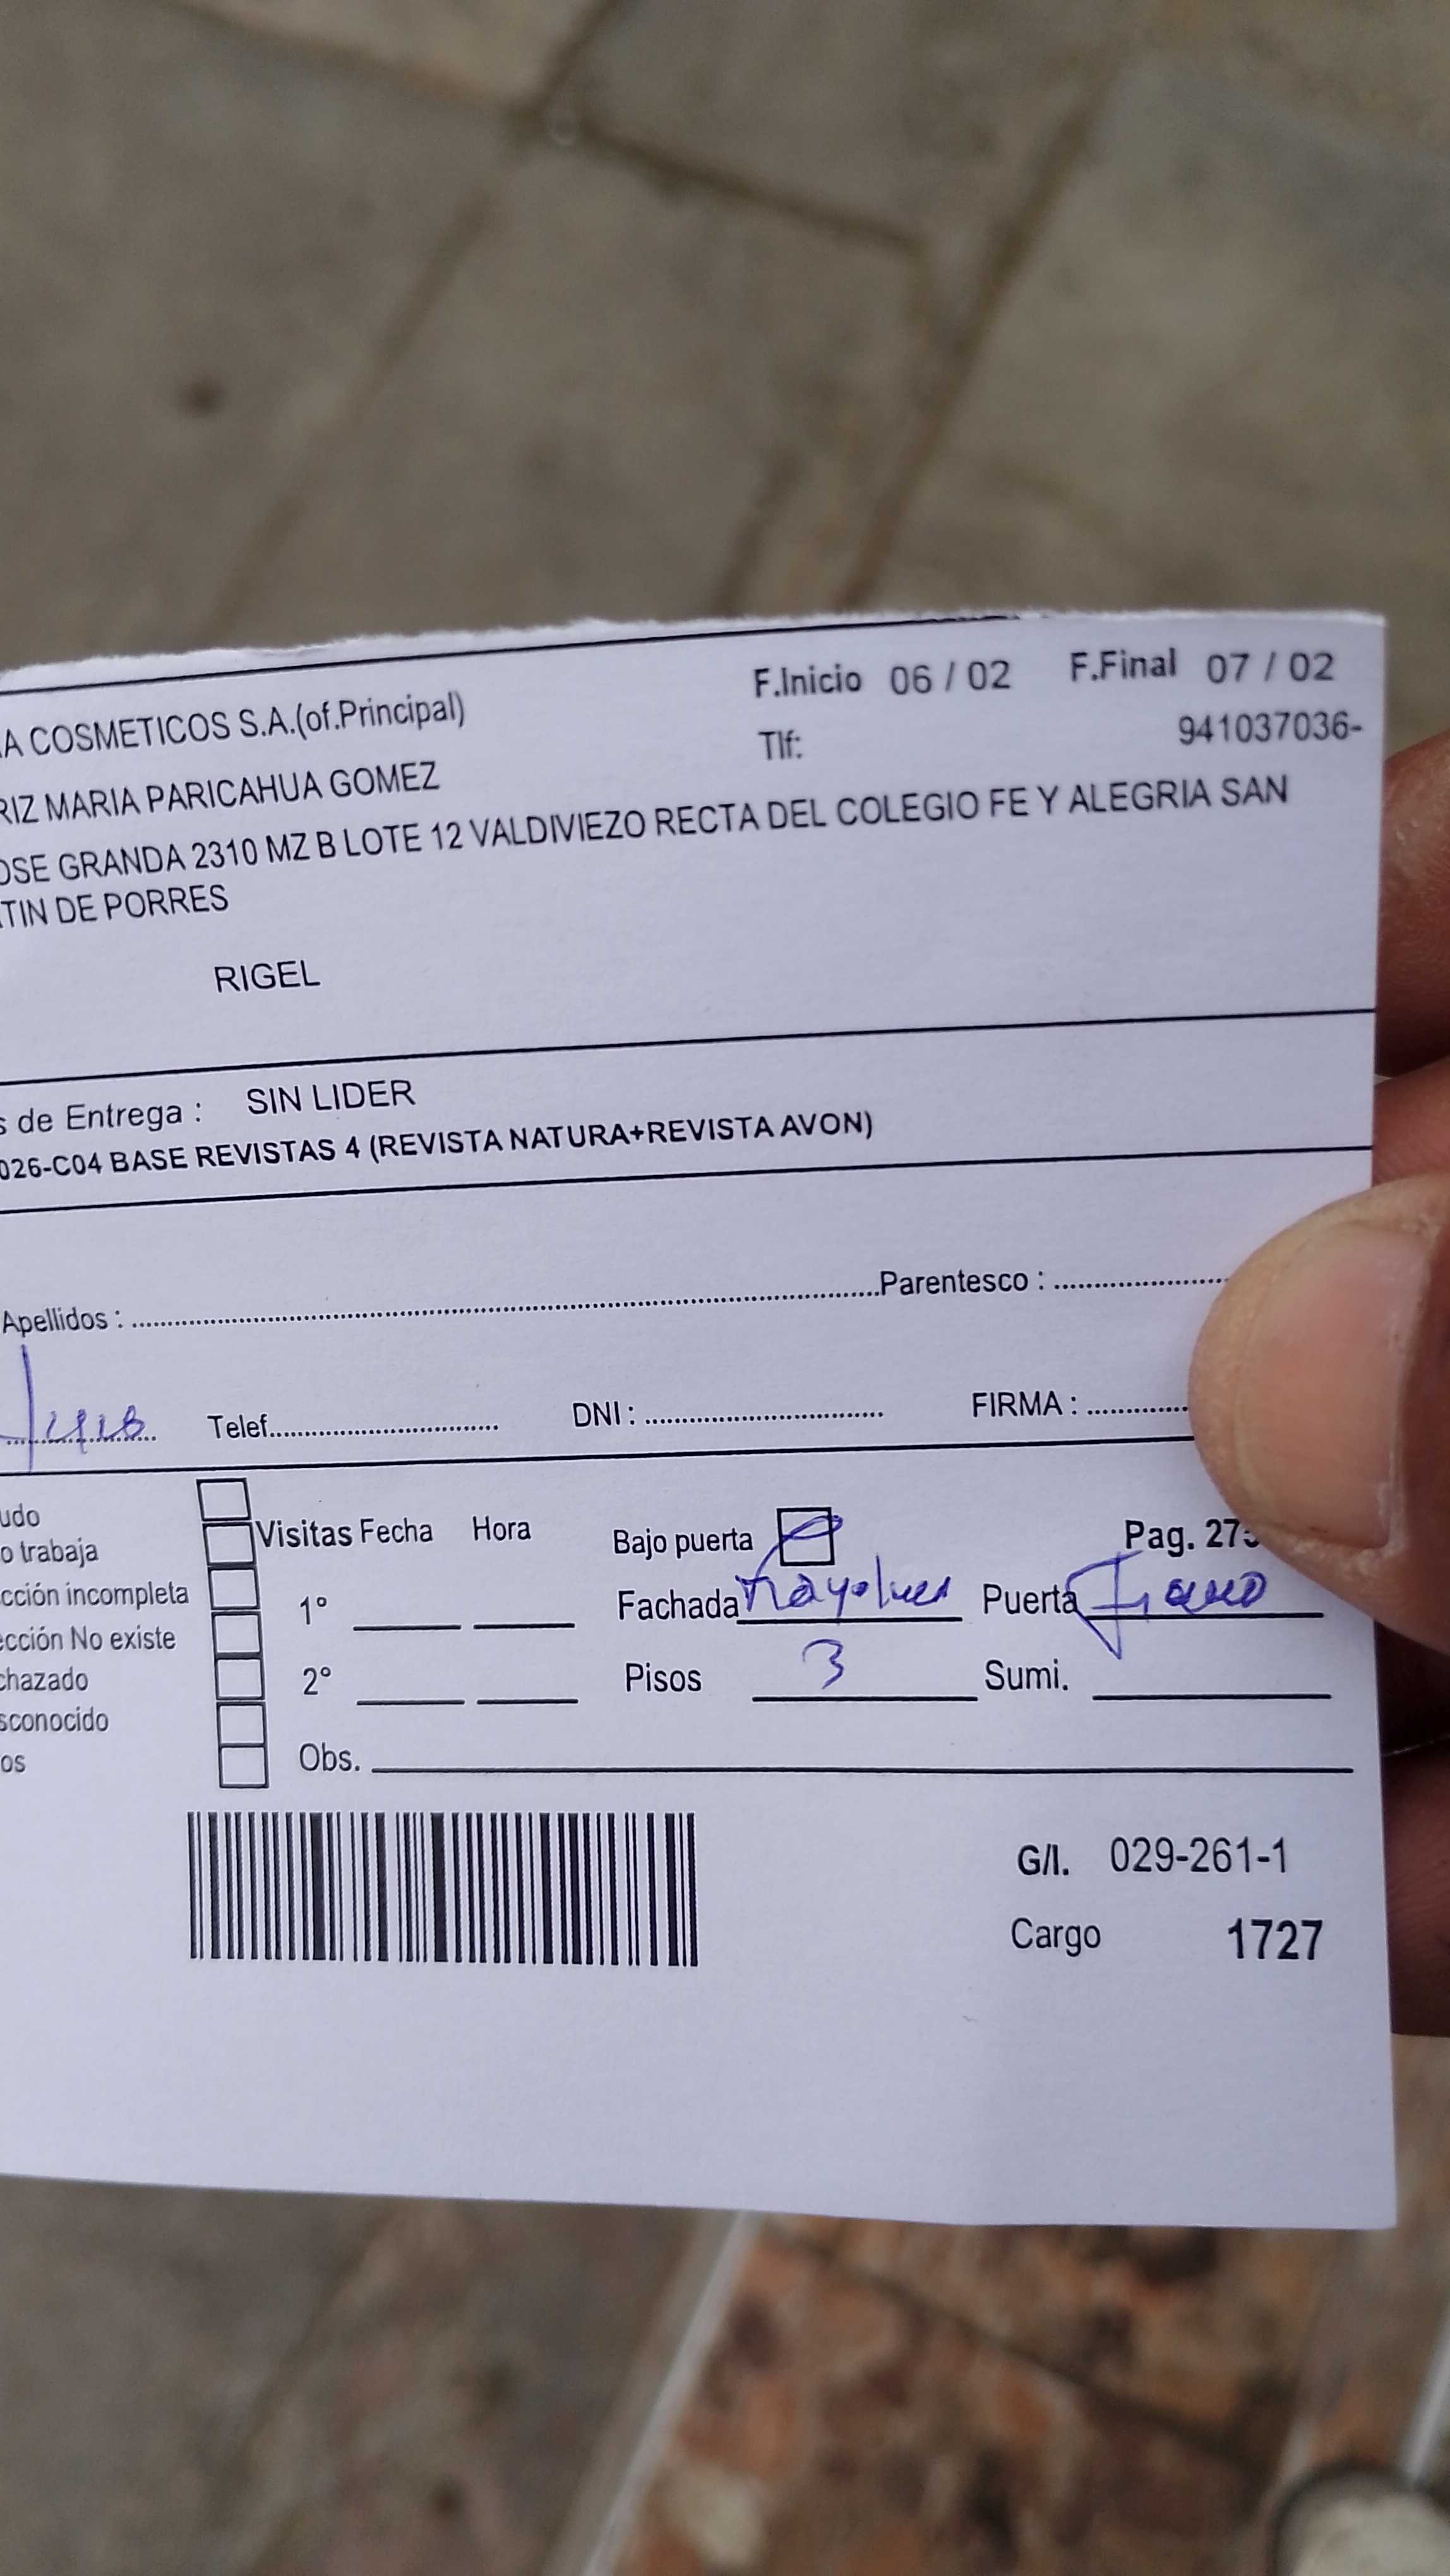 F.Inicio 06 / 02 F.Final 07 / 02
A COSMETICOS S.A.(of.Principal)
Tlf: 941037036-
RIZ MARIA PARICAHUA GOMEZ
OSE GRANDA 2310 MZ B LOTE 12 VALDIVIEZO RECTA DEL COLEGIO FE Y ALEGRIA SAN
TIN DE PORRES
RIGEL
s de Entrega : SIN LIDER
026-C04 BASE REVISTAS 4 (REVISTA NATURA+REVISTA AVON)
Apellidos : Parentesco :
Telef. DNI : FIRMA :
udo
Visitas Fecha Hora Bajo puerta Pag. 27
o trabaja
cción incompleta 1° Fachada Puerta
cción No existe
chazado 2° Pisos 3 Sumi.
sconocido
os Obs.
G/I. 029-261-1
Cargo 1727